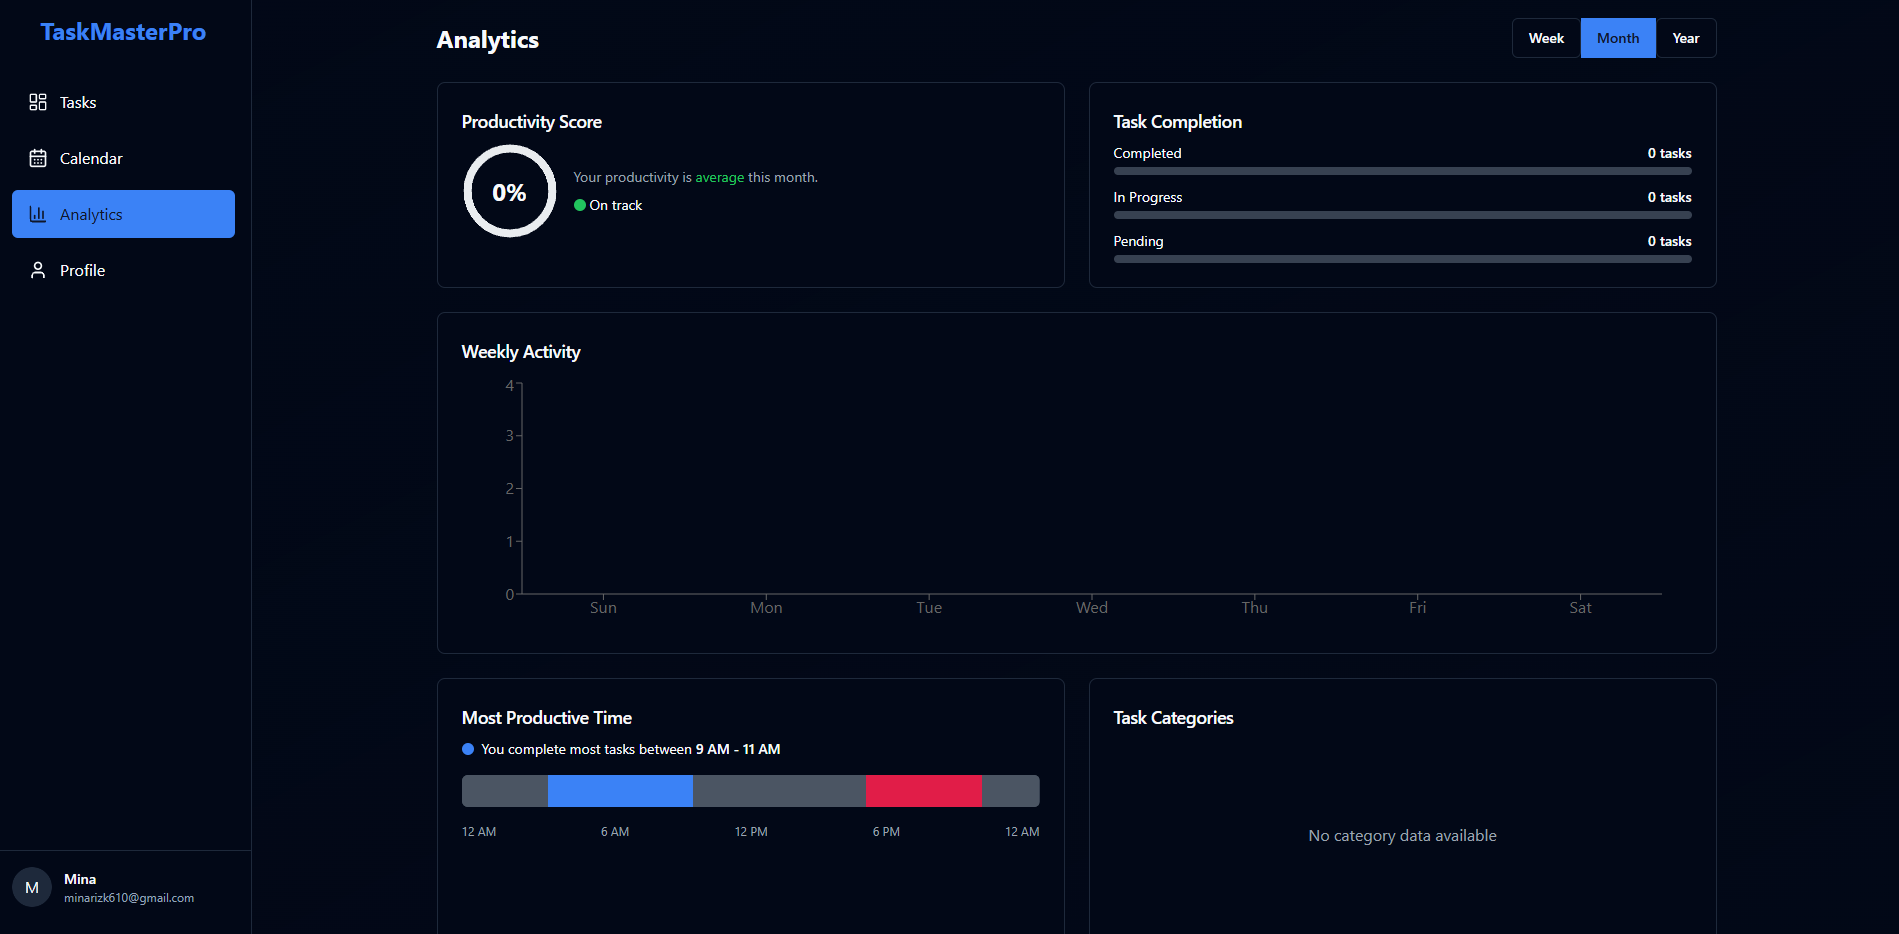 TaskMasterPro
Tasks
Calendar
Analytics
Profile
M
Mina
minarizk610@gmail.com
Analytics
Week
Month
Year
Productivity Score
0%
Your productivity is average this month.
On track
Task Completion
Completed 0 tasks
In Progress 0 tasks
Pending 0 tasks
Weekly Activity
4
3
2
1
0
Sun Mon Tue Wed Thu Fri Sat
Most Productive Time
You complete most tasks between 9 AM - 11 AM
12 AM 6 AM 12 PM 6 PM 12 AM
Task Categories
No category data available